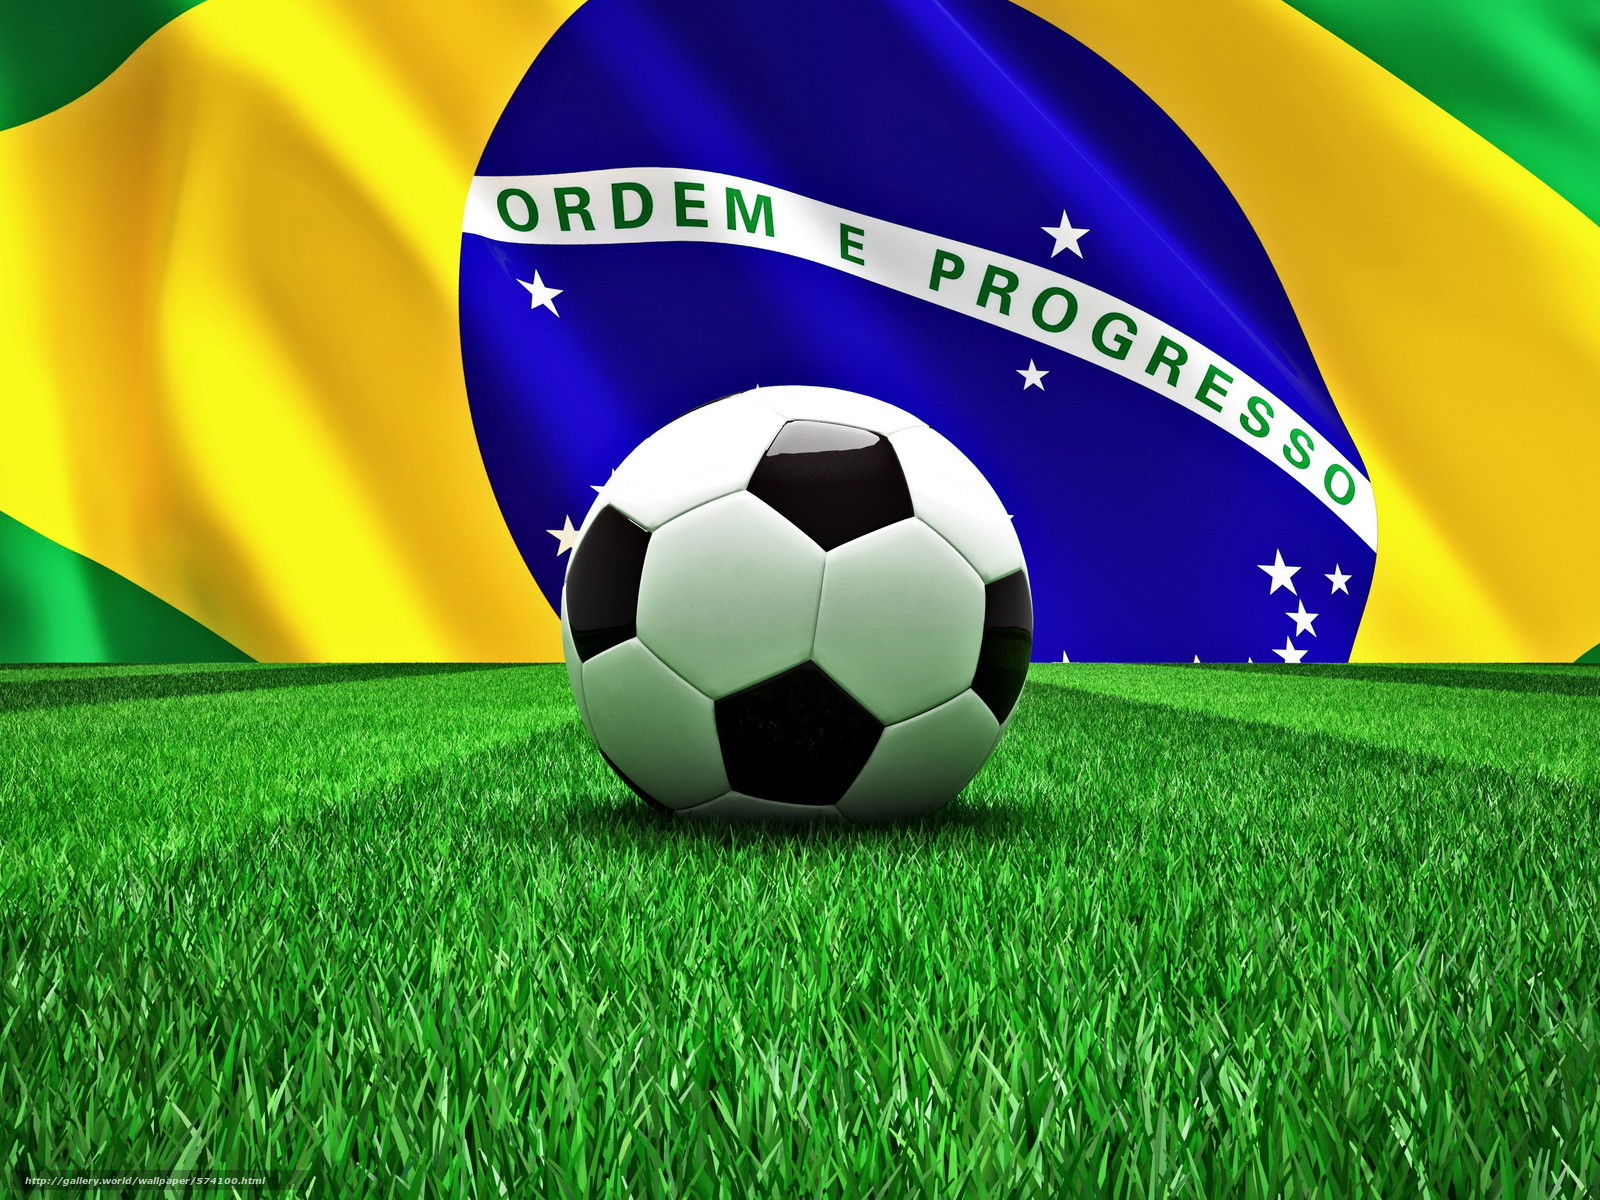 ORDEM E PROGRESSO
http://gallery.world/wallpaper/574100.html